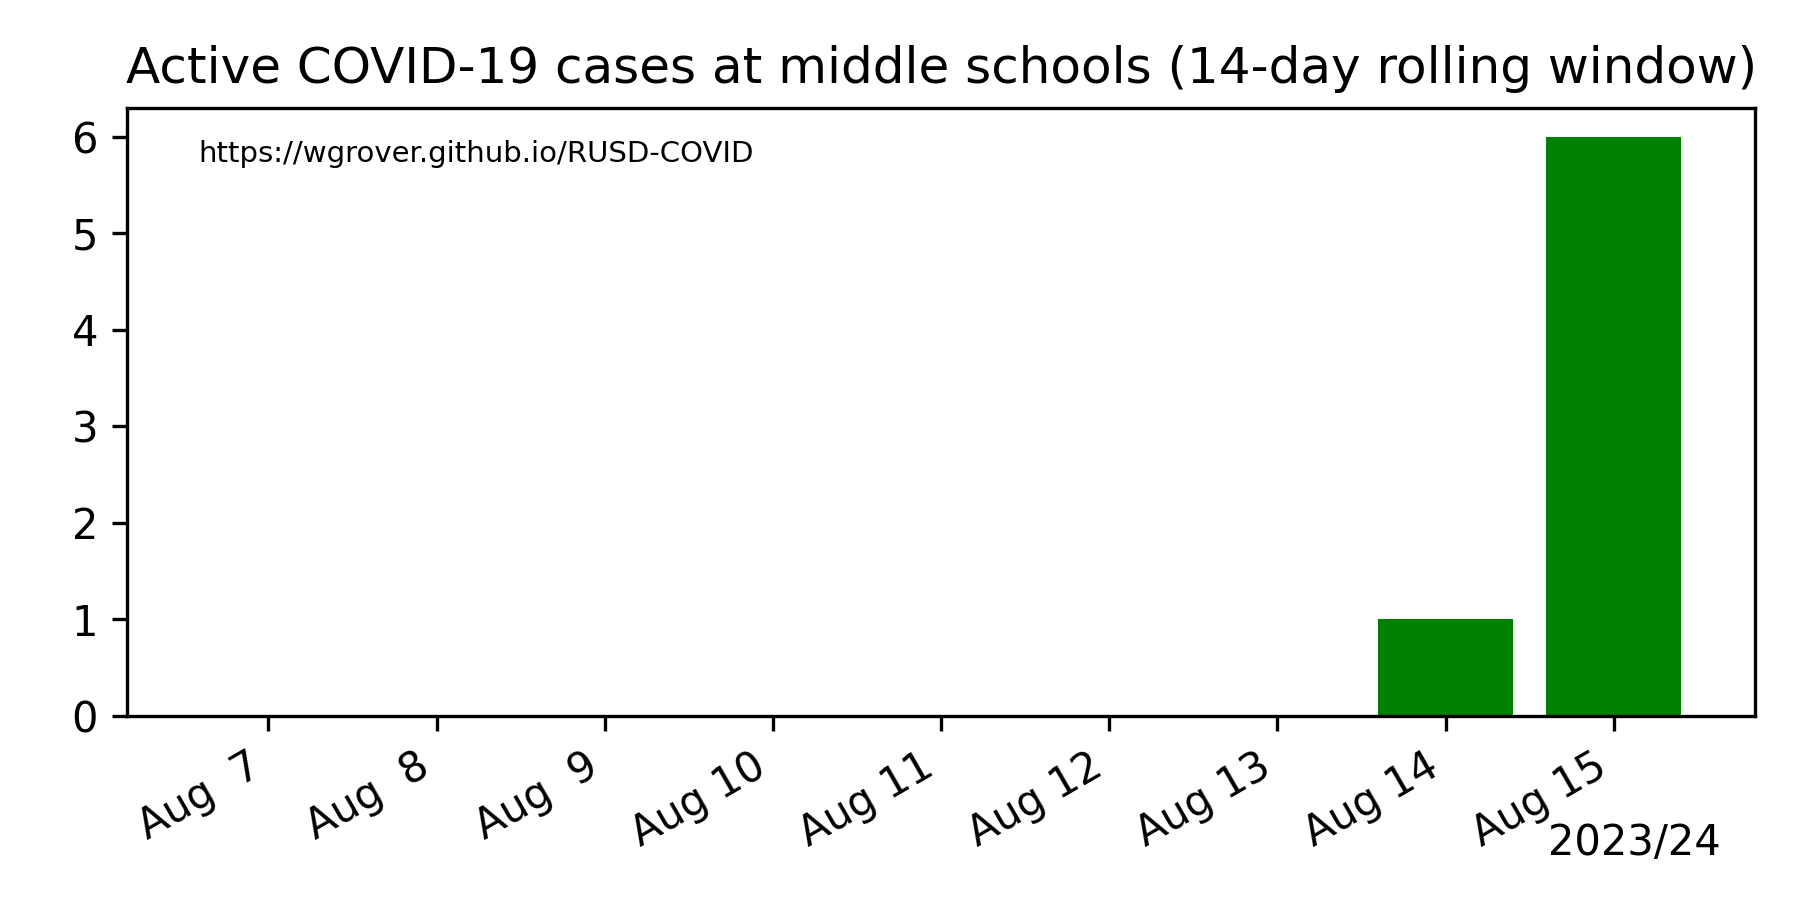 Active COVID-19 cases at middle schools (14-day rolling window)
https://wgrover.github.io/RUSD-COVID
6
5
4
3
2
1
0
Aug 7 Aug 8 Aug 9 Aug 10 Aug 11 Aug 12 Aug 13 Aug 14 Aug 15
2023/24